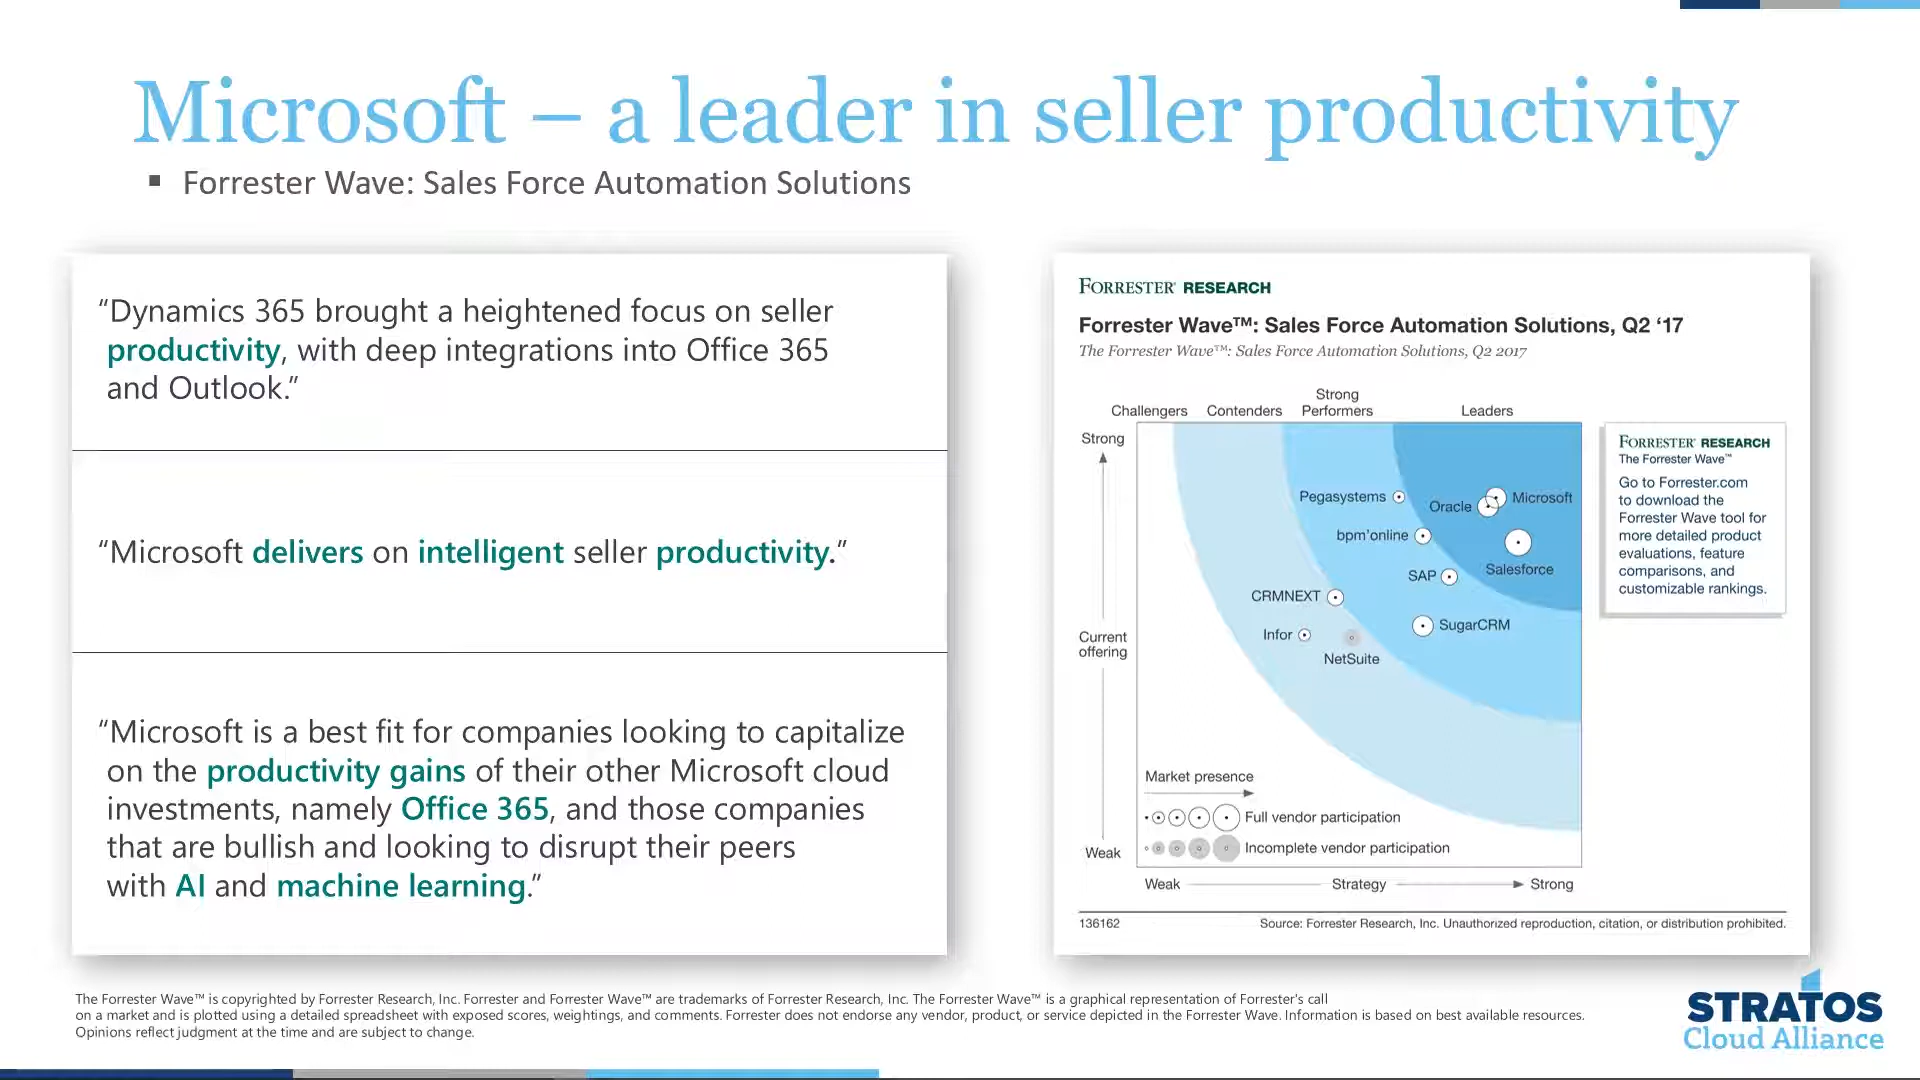 Microsoft – a leader in seller productivity
▪ Forrester Wave: Sales Force Automation Solutions
“Dynamics 365 brought a heightened focus on seller
productivity, with deep integrations into Office 365
and Outlook.”
“Microsoft delivers on intelligent seller productivity.”
“Microsoft is a best fit for companies looking to capitalize
on the productivity gains of their other Microsoft cloud
investments, namely Office 365, and those companies
that are bullish and looking to disrupt their peers
with AI and machine learning.”
FORRESTER® RESEARCH
Forrester Wave™: Sales Force Automation Solutions, Q2 ‘17
The Forrester Wave™: Sales Force Automation Solutions, Q2 2017
Challengers Contenders Strong
Performers Leaders
Strong
Current
offering
Weak
Pegasystems
Oracle
Microsoft
bpm’online
SAP
Salesforce
CRMNEXT
Infor
SugarCRM
NetSuite
Market presence
Full vendor participation
Incomplete vendor participation
Weak Strategy Strong
FORRESTER® RESEARCH
The Forrester Wave™
Go to Forrester.com
to download the
Forrester Wave tool for
more detailed product
evaluations, feature
comparisons, and
customizable rankings.
136162 Source: Forrester Research, Inc. Unauthorized reproduction, citation, or distribution prohibited.
The Forrester Wave™ is copyrighted by Forrester Research, Inc. Forrester and Forrester Wave™ are trademarks of Forrester Research, Inc. The Forrester Wave™ is a graphical representation of Forrester's call
on a market and is plotted using a detailed spreadsheet with exposed scores, weightings, and comments. Forrester does not endorse any vendor, product, or service depicted in the Forrester Wave. Information is based on best available resources.
Opinions reflect judgment at the time and are subject to change.
STRATOS
Cloud Alliance